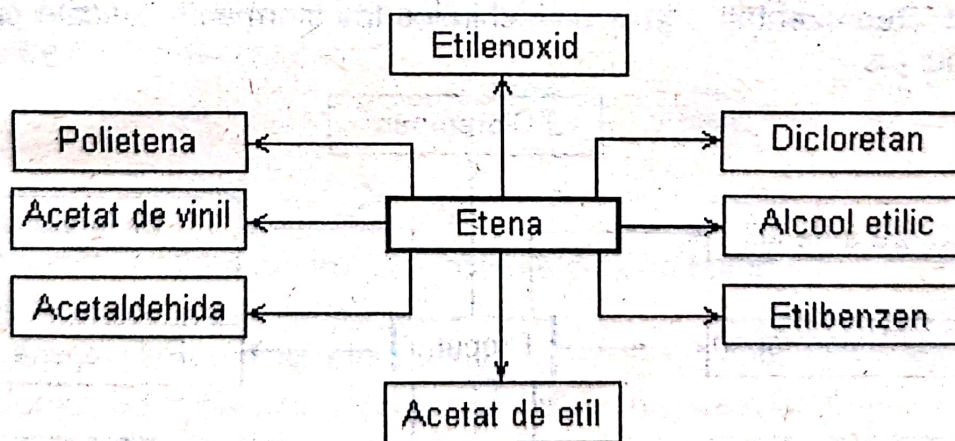 Etilenoxid
Polietena
Dicloretan
Acetat de vinil
Etena
Alcool etilic
Acetaldehida
Etilbenzen
Acetat de etil